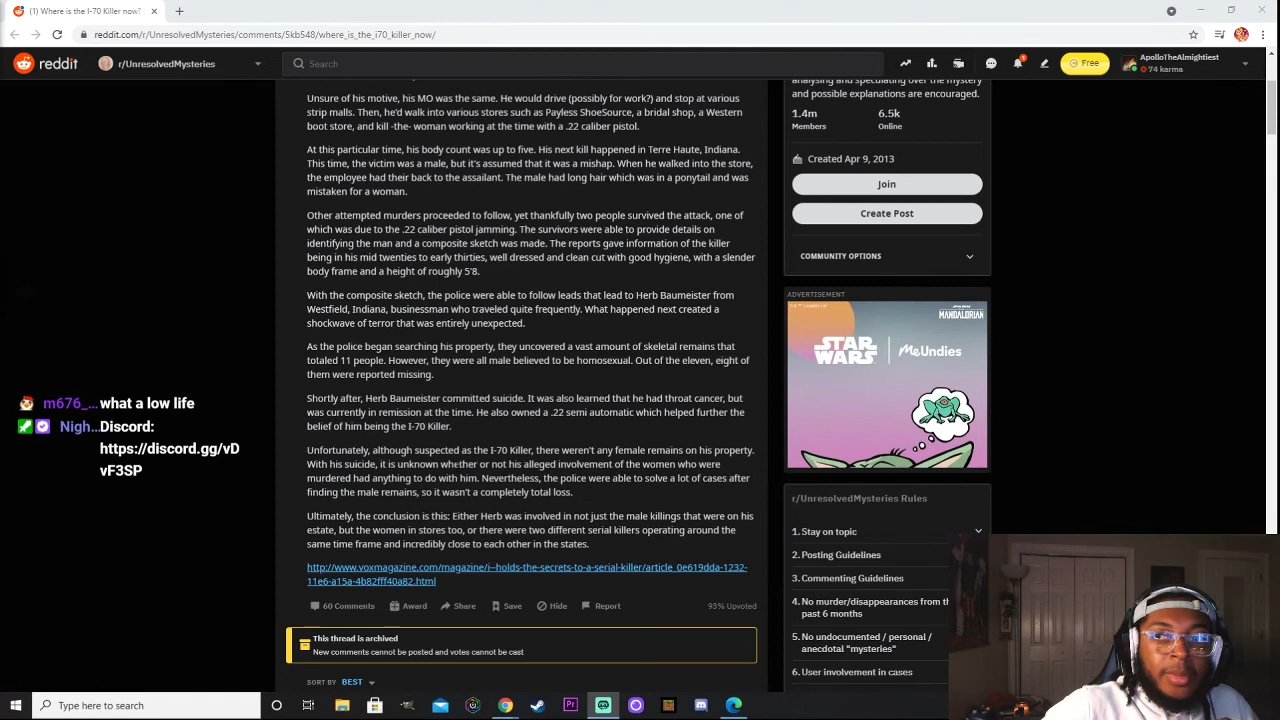 (1) Where is the I-70 Killer now?
reddit.com/r/UnresolvedMysteries/comments/5kb548/where_is_the_i70_killer_now/
reddit
r/UnresolvedMysteries
Search
1
Free
ApolloTheAlmightiest
74 karma
Unsure of his motive, his MO was the same. He would drive (possibly for work?) and stop at various
strip malls. Then, he'd walk into various stores such as Payless ShoeSource, a bridal shop, a Western
boot store, and kill -the- woman working at the time with a .22 caliber pistol.
At this particular time, his body count was up to five. His next kill happened in Terre Haute, Indiana.
This time, the victim was a male, but it's assumed that it was a mishap. When he walked into the store,
the employee had their back to the assailant. The male had long hair which was in a ponytail and was
mistaken for a woman.
Other attempted murders proceeded to follow, yet thankfully two people survived the attack, one of
which was due to the .22 caliber pistol jamming. The survivors were able to provide details on
identifying the man and a composite sketch was made. The reports gave information of the killer
being in his mid twenties to early thirties, well dressed and clean cut with good hygiene, with a slender
body frame and a height of roughly 5'8.
With the composite sketch, the police were able to follow leads that lead to Herb Baumeister from
Westfield, Indiana, businessman who traveled quite frequently. What happened next created a
shockwave of terror that was entirely unexpected.
As the police began searching his property, they uncovered a vast amount of skeletal remains that
totaled 11 people. However, they were all male believed to be homosexual. Out of the eleven, eight of
them were reported missing.
Shortly after, Herb Baumeister committed suicide. It was also learned that he had throat cancer, but
was currently in remission at the time. He also owned a .22 semi automatic which helped further the
belief of him being the I-70 Killer.
Unfortunately, although suspected as the I-70 Killer, there weren't any female remains on his property.
With his suicide, it is unknown whether or not his alleged involvement of the women who were
murdered had anything to do with him. Nevertheless, the police were able to solve a lot of cases after
finding the male remains, so it wasn't a completely total loss.
Ultimately, the conclusion is this: Either Herb was involved in not just the male killings that were on his
estate, but the women in stores too, or there were two different serial killers operating around the
same time frame and incredibly close to each other in the states.
http://www.voxmagazine.com/magazine/i--holds-the-secrets-to-a-serial-killer/article_0e619dda-1232-
11e6-a15a-4b82fff40a82.html
60 Comments
Award
Share
Save
Hide
Report
93% Upvoted
This thread is archived
New comments cannot be posted and votes cannot be cast
SORT BY BEST
analysing and speculating over the mystery
and possible explanations are encouraged.
1.4m 6.5k
Members Online
Created Apr 9, 2013
Join
Create Post
COMMUNITY OPTIONS
ADVERTISEMENT
STAR
WARS
MANDALORIAN
MeUndies
r/UnresolvedMysteries Rules
1. Stay on topic
2. Posting Guidelines
3. Commenting Guidelines
4. No murder/disappearances from th
past 6 months
5. No undocumented / personal /
anecdotal "mysteries"
6. User involvement in cases
m676_... what a low life
Nigh... Discord:
https://discord.gg/vD
vF3SP
Type here to search
Pr